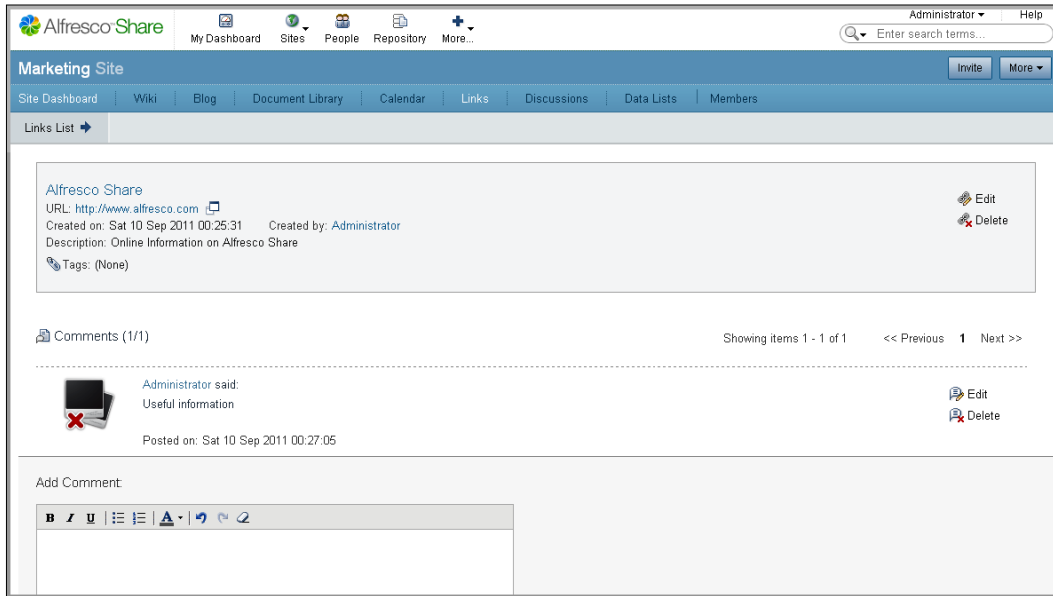 Alfresco Share
My Dashboard Sites People Repository More...
Administrator Help
Enter search terms...
Marketing Site
Invite More
Site Dashboard Wiki Blog Document Library Calendar Links Discussions Data Lists Members
Links List
Alfresco Share
URL: http://www.alfresco.com
Created on: Sat 10 Sep 2011 00:25:31 Created by: Administrator
Description: Online Information on Alfresco Share
Tags: (None)
Edit
Delete
Comments (1/1)
Showing items 1 - 1 of 1 << Previous 1 Next >>
Administrator said:
Useful information
Posted on: Sat 10 Sep 2011 00:27:05
Edit
Delete
Add Comment:
B I U A